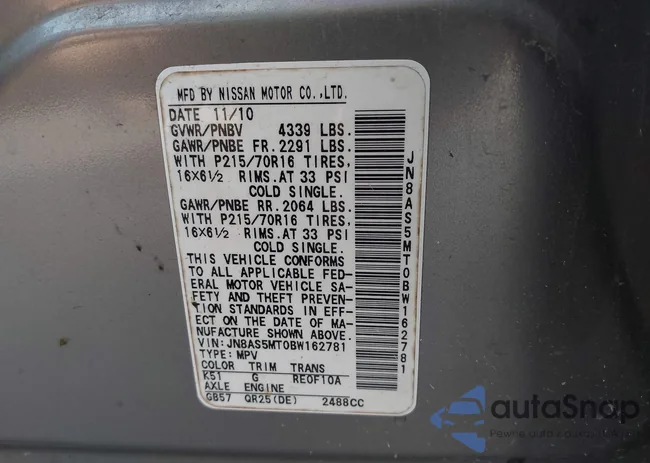 MFD BY NISSAN MOTOR CO.,LTD.
DATE 11/10
GVWR/PNBV 4339 LBS.
GAWR/PNBE FR. 2291 LBS.
WITH P215/70R16 TIRES,
16X6½ RIMS.AT 33 PSI
COLD SINGLE.
GAWR/PNBE RR. 2064 LBS.
WITH P215/70R16 TIRES,
16X6½ RIMS.AT 33 PSI
COLD SINGLE.
THIS VEHICLE CONFORMS
TO ALL APPLICABLE FED-
ERAL MOTOR VEHICLE SA-
FETY AND THEFT PREVEN-
TION STANDARDS IN EFF-
ECT ON THE DATE OF MA-
NUFACTURE SHOWN ABOVE.
VIN: JN8AS5MT0BW162781
TYPE: MPV
COLOR TRIM TRANS
K51 G RE0F10A
AXLE ENGINE
GB57 QR25(DE) 2488CC
JN8AS5MT0BW162781
autoSnap